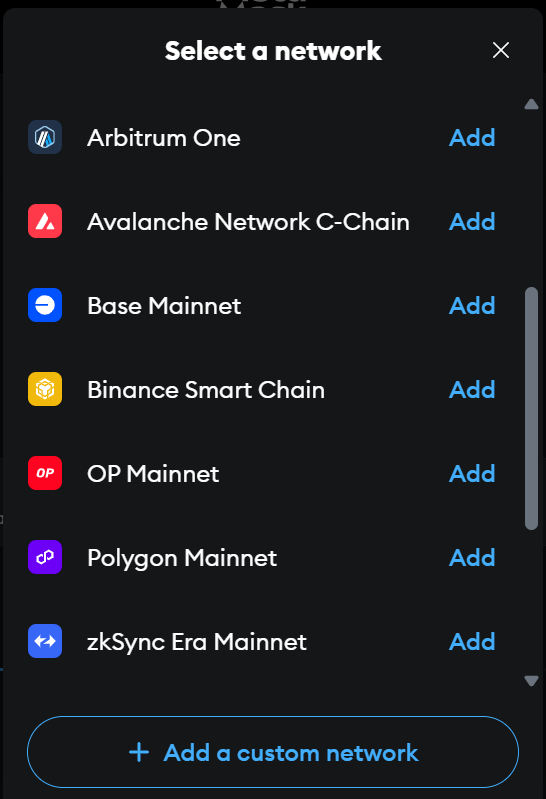 Select a network
Arbitrum One Add
Avalanche Network C-Chain Add
Base Mainnet Add
Binance Smart Chain Add
OP OP Mainnet Add
Polygon Mainnet Add
zkSync Era Mainnet Add
+ Add a custom network